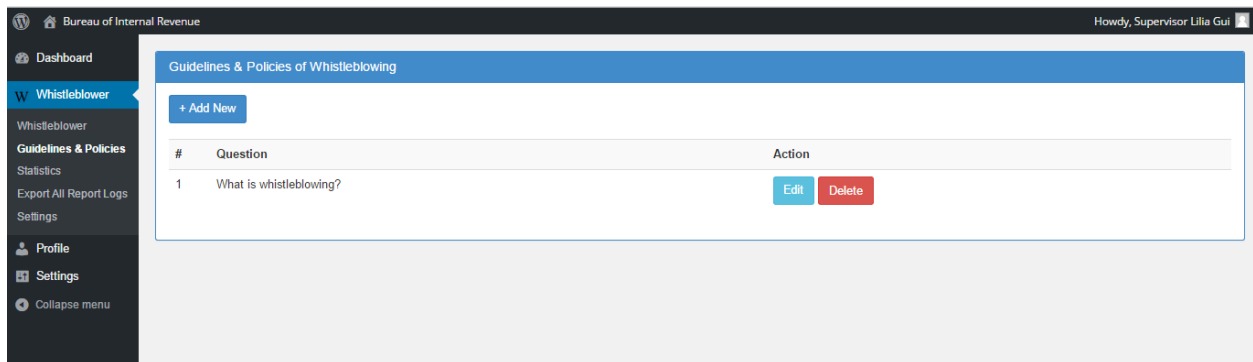 Bureau of Internal Revenue
Howdy, Supervisor Lilia Gui
Dashboard
W Whistleblower
Whistleblower
Guidelines & Policies
Statistics
Export All Report Logs
Settings
Profile
Settings
Collapse menu
Guidelines & Policies of Whistleblowing
+ Add New
# Question Action
1 What is whistleblowing? Edit Delete